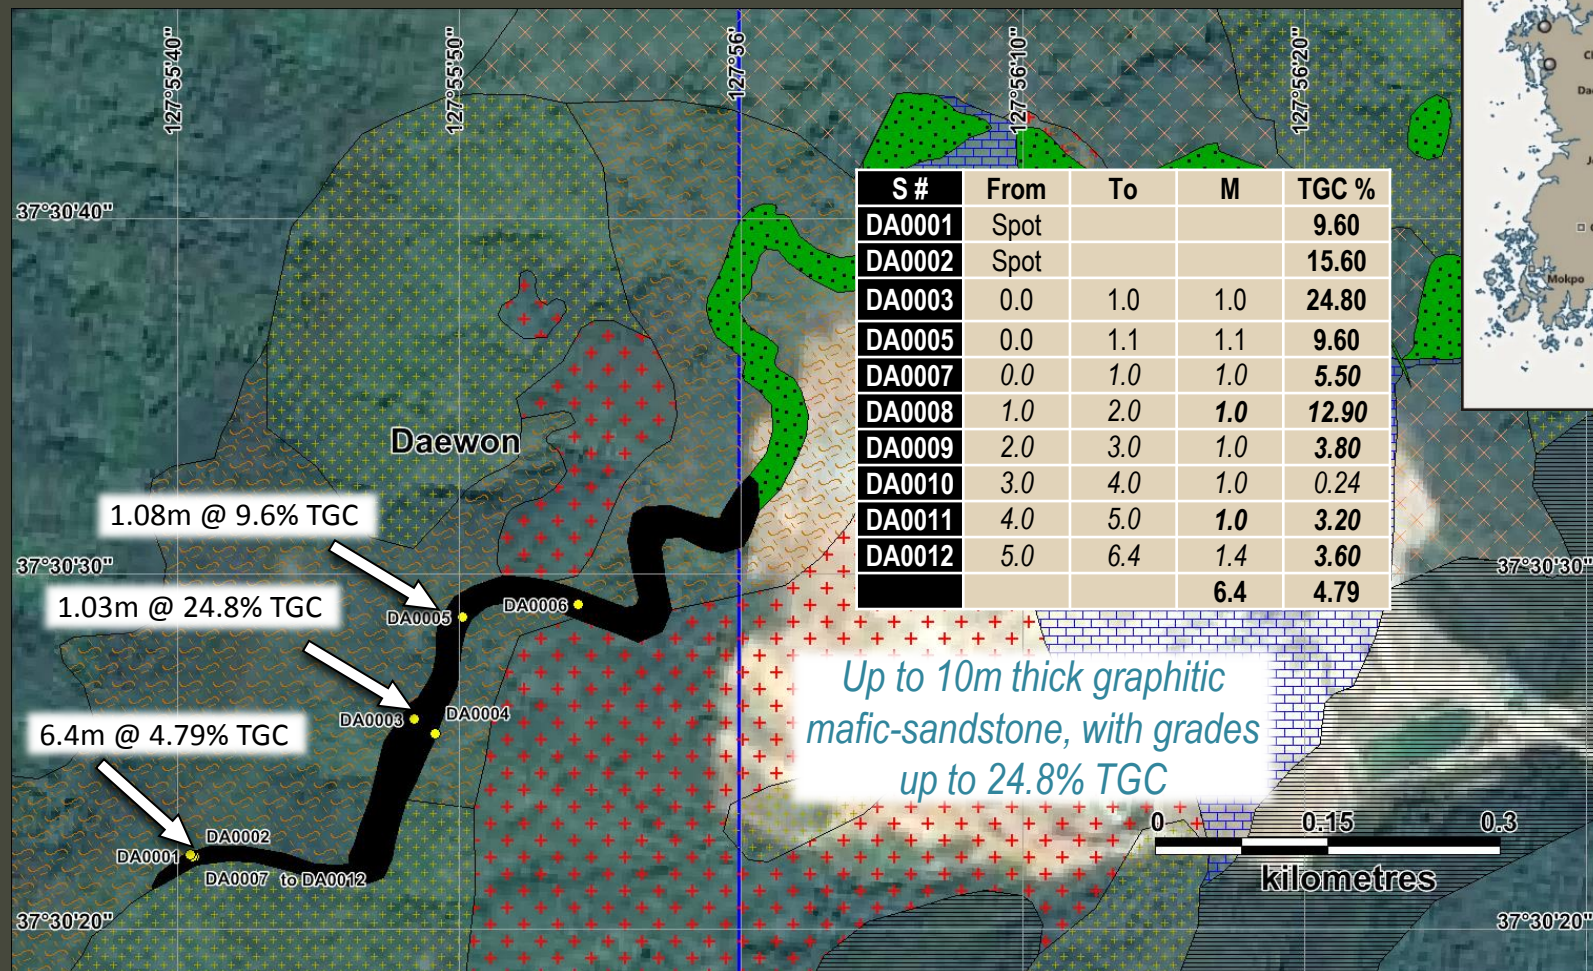 127°55'40"
127°55'50"
127°56'
127°56'10"
127°56'20"
37°30'40"
S # From To M TGC %
DA0001 Spot 9.60
DA0002 Spot 15.60
DA0003 0.0 1.0 1.0 24.80
DA0005 0.0 1.1 1.1 9.60
DA0007 0.0 1.0 1.0 5.50
DA0008 1.0 2.0 1.0 12.90
DA0009 2.0 3.0 1.0 3.80
DA0010 3.0 4.0 1.0 0.24
DA0011 4.0 5.0 1.0 3.20
DA0012 5.0 6.4 1.4 3.60
6.4 4.79
Mokpo
Daewon
1.08m @ 9.6% TGC
37°30'30"
37°30'30"
1.03m @ 24.8% TGC
DA0005
DA0006
DA0003
DA0004
6.4m @ 4.79% TGC
Up to 10m thick graphitic
mafic-sandstone, with grades
up to 24.8% TGC
DA0002
DA0001
DA0007 to DA0012
0 0.15 0.3
kilometres
37°30'20"
37°30'20"